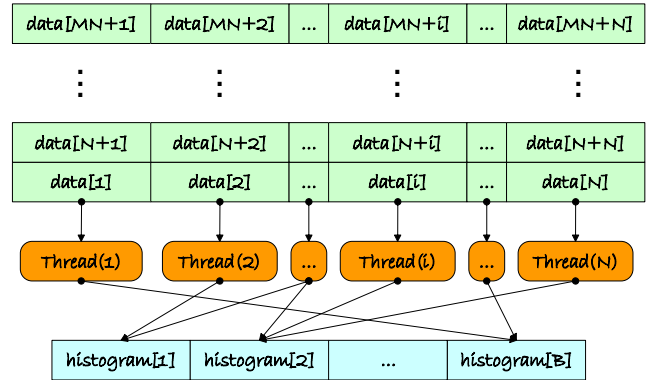 data[MN+1] data[MN+2] ... data[MN+i] ... data[MN+N]
data[N+1] data[N+2] ... data[N+i] ... data[N+N]
data[1] data[2] ... data[i] ... data[N]
Thread(1) Thread(2) ... Thread(i) ... Thread(N)
histogram[1] histogram[2] ... histogram[B]